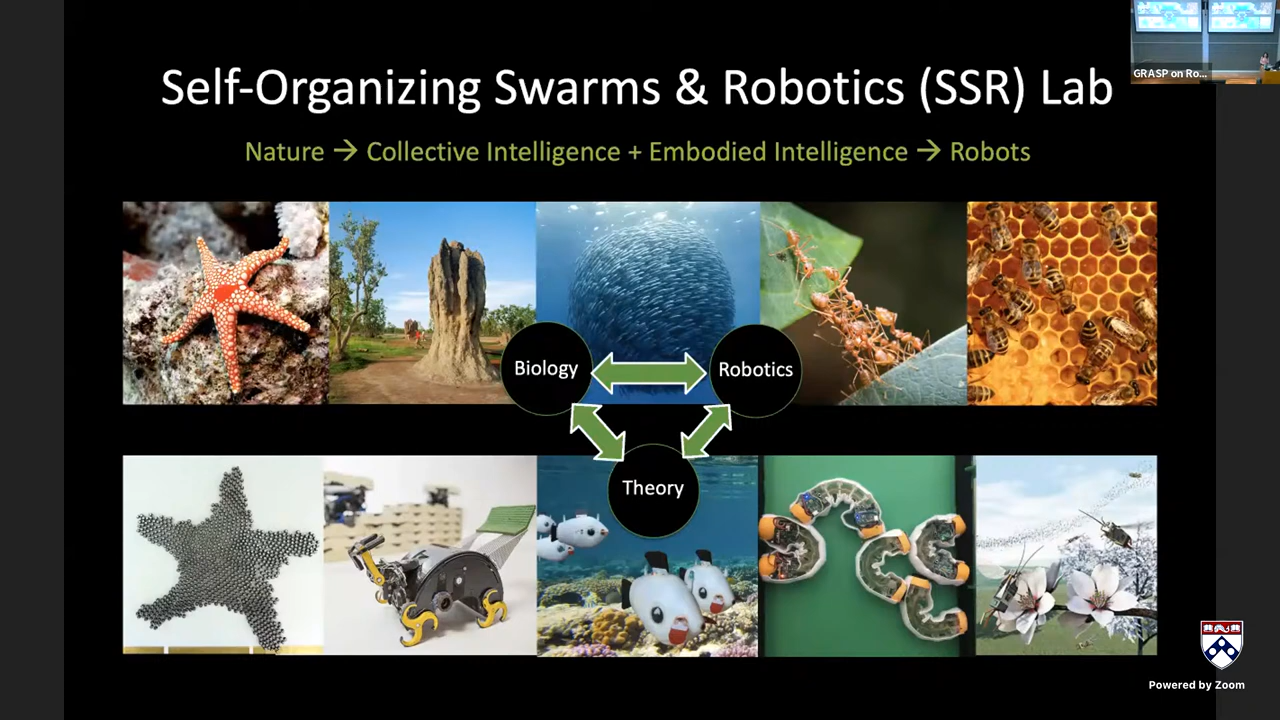 Self-Organizing Swarms & Robotics (SSR) Lab
Nature → Collective Intelligence + Embodied Intelligence → Robots
GRASP on Ro...
Biology
Robotics
Theory
Powered by Zoom